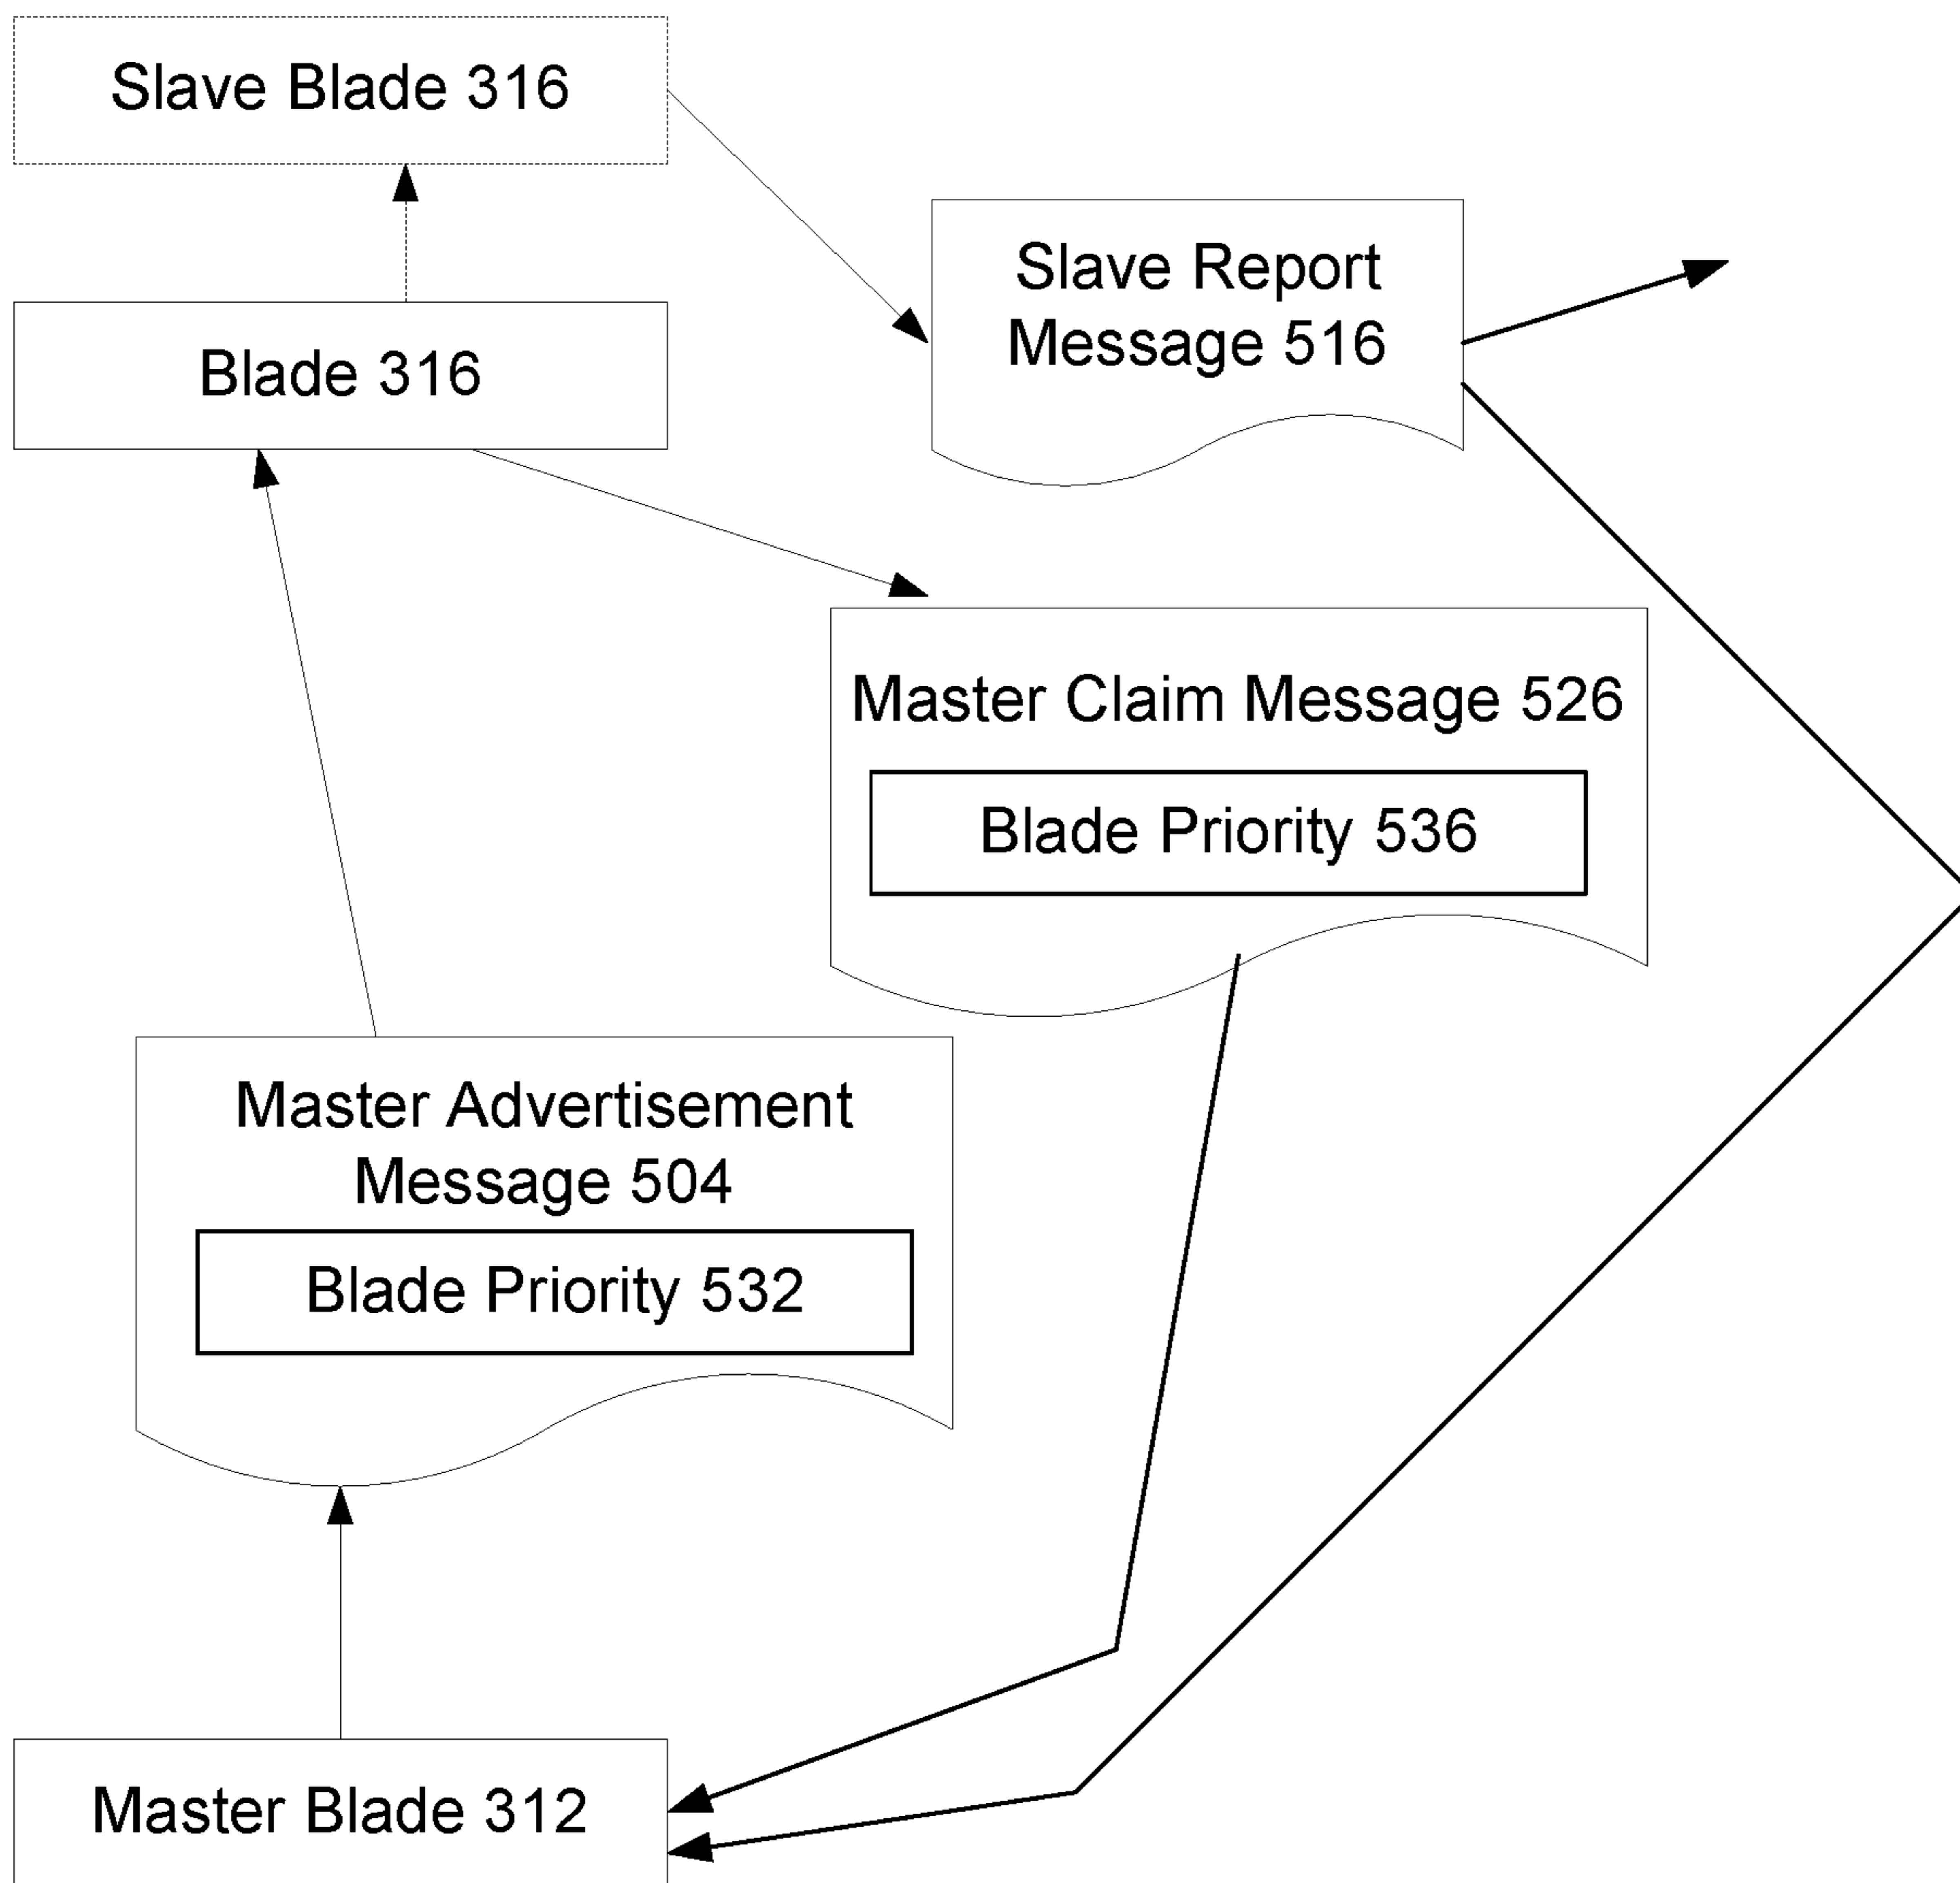 Slave Blade 316
Slave Report
Message 516
Blade 316
Master Claim Message 526
Blade Priority 536
Master Advertisement
Message 504
Blade Priority 532
Master Blade 312